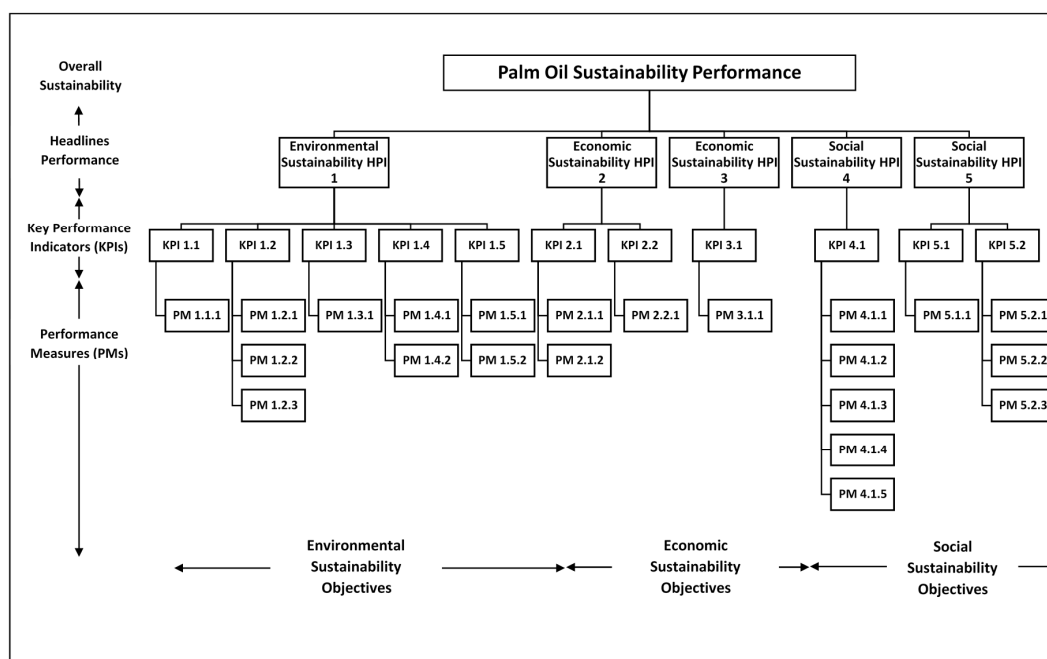 Palm Oil Sustainability Performance
Overall
Sustainability
Headlines
Performance
Key Performance
Indicators (KPIs)
Performance
Measures (PMs)
Environmental
Sustainability HPI
1
Economic
Sustainability HPI
2
Economic
Sustainability HPI
3
Social
Sustainability HPI
4
Social
Sustainability HPI
5
KPI 1.1
KPI 1.2
KPI 1.3
KPI 1.4
KPI 1.5
KPI 2.1
KPI 2.2
KPI 3.1
KPI 4.1
KPI 5.1
KPI 5.2
PM 1.1.1
PM 1.2.1
PM 1.3.1
PM 1.4.1
PM 1.5.1
PM 2.1.1
PM 2.2.1
PM 3.1.1
PM 4.1.1
PM 5.1.1
PM 5.2.1
PM 1.2.2
PM 1.4.2
PM 1.5.2
PM 2.1.2
PM 4.1.2
PM 5.2.2
PM 1.2.3
PM 4.1.3
PM 5.2.3
PM 4.1.4
PM 4.1.5
Environmental
Sustainability
Objectives
Economic
Sustainability
Objectives
Social
Sustainability
Objectives